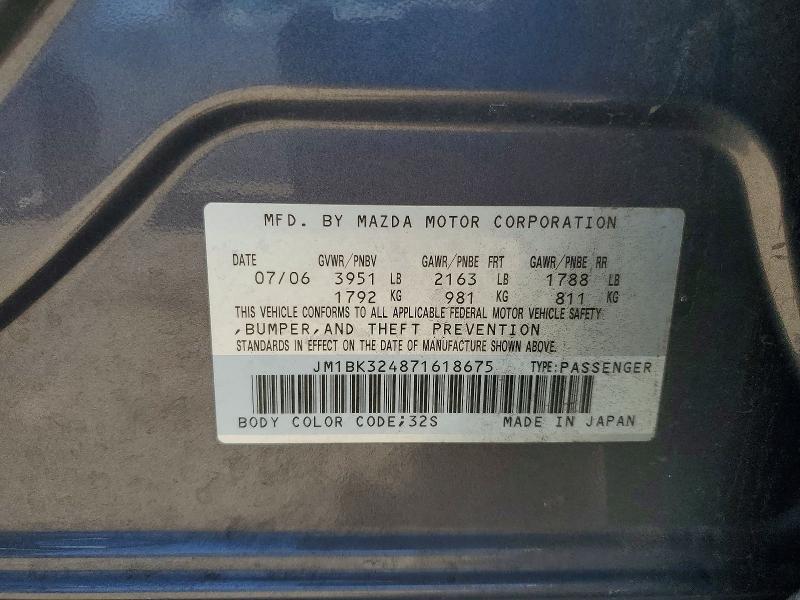 MFD. BY MAZDA MOTOR CORPORATION
DATE GVWR/PNBV GAWR/PNBE FRT GAWR/PNBE RR
07/06 3951 LB 2163 LB 1788 LB
1792 KG 981 KG 811 KG
THIS VEHICLE CONFORMS TO ALL APPLICABLE FEDERAL MOTOR VEHICLE SAFETY
,BUMPER,AND THEFT PREVENTION
STANDARDS IN EFFECT ON THE DATE OF MANUFACTURE SHOWN ABOVE.
JM1BK324871618675 TYPE:PASSENGER
BODY COLOR CODE;32S MADE IN JAPAN